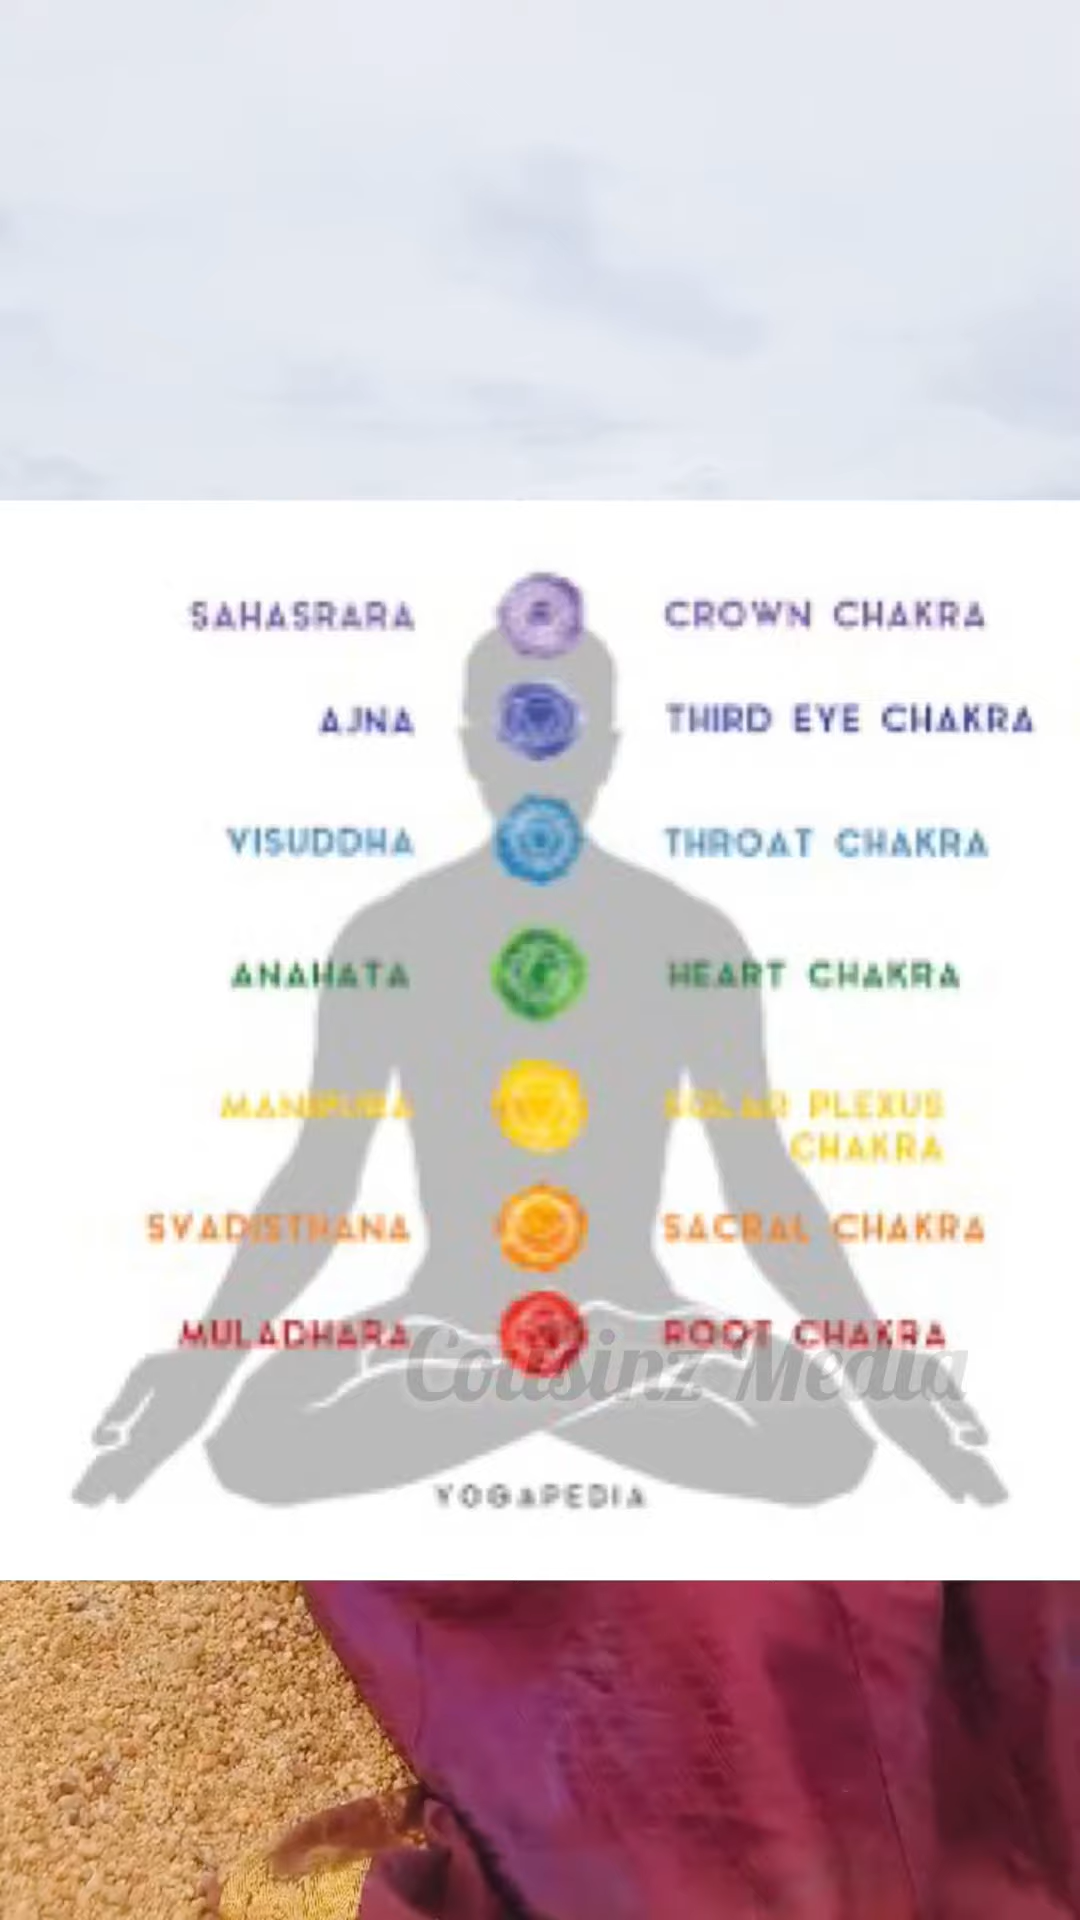 SAHASRARA CROWN CHAKRA
AJNA THIRD EYE CHAKRA
VISUDDHA THROAT CHAKRA
ANAHATA HEART CHAKRA
MANIPURA SOLAR PLEXUS
CHAKRA
SVADISTHANA SACRAL CHAKRA
MULADHARA ROOT CHAKRA
Cousinz Media
YOGAPEDIA